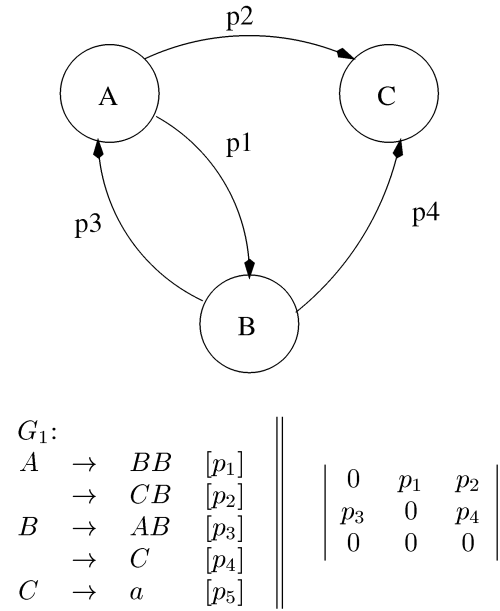 p2
A
C
p1
p3
p4
B
G₁:
A → BB [p₁]
→ CB [p₂]
B → AB [p₃]
→ C [p₄]
C → a [p₅]
0 p₁ p₂
p₃ 0 p₄
0 0 0